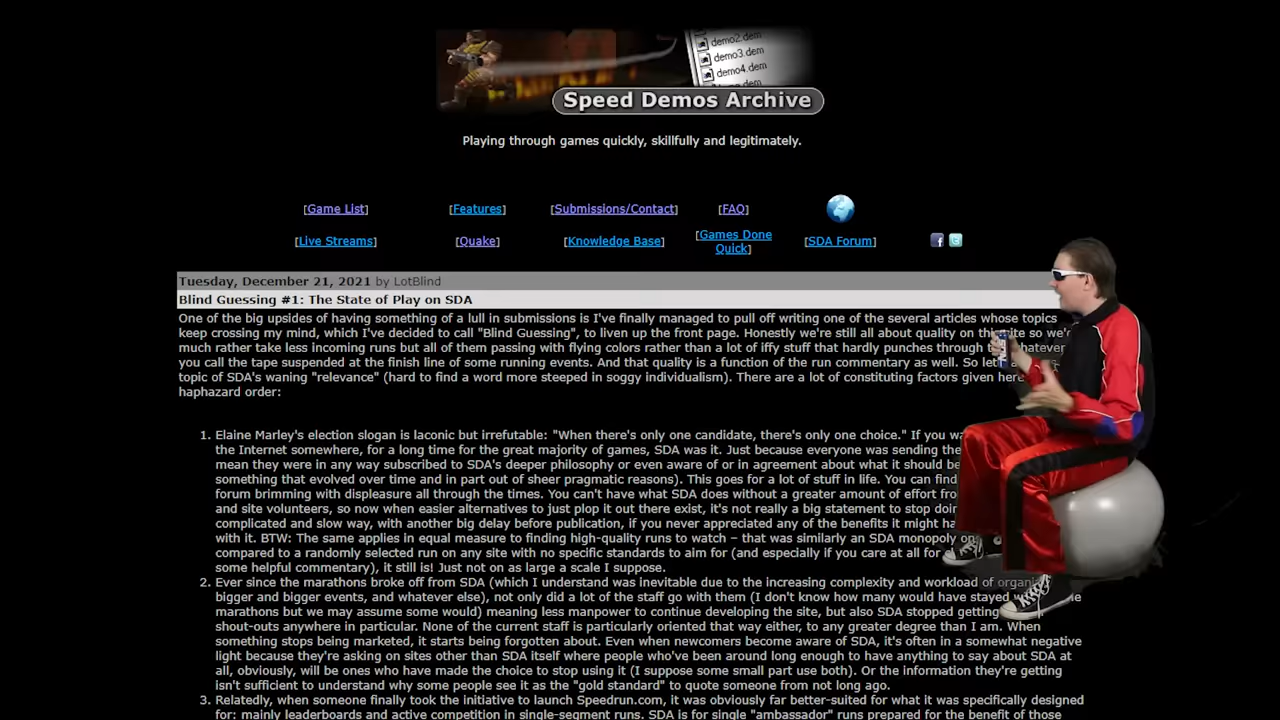 demo2.dem
demo3.dem
demo4.dem
Speed Demos Archive
Playing through games quickly, skillfully and legitimately.
[Game List] [Features] [Submissions/Contact] [FAQ]
[Live Streams] [Quake] [Knowledge Base] [Games Done Quick] [SDA Forum]
Tuesday, December 21, 2021 by LotBlind
Blind Guessing #1: The State of Play on SDA
One of the big upsides of having something of a lull in submissions is I've finally managed to pull off writing one of the several articles whose topics
keep crossing my mind, which I've decided to call "Blind Guessing", to liven up the front page. Honestly we're still all about quality on this site so we'
much rather take less incoming runs but all of them passing with flying colors rather than a lot of iffy stuff that hardly punches through whatever
you call the tape suspended at the finish line of some running events. And that quality is a function of the run commentary as well. So
topic of SDA's waning "relevance" (hard to find a word more steeped in soggy individualism). There are a lot of constituting factors given here
haphazard order:
1. Elaine Marley's election slogan is laconic but irrefutable: "When there's only one candidate, there's only one choice." If you
the Internet somewhere, for a long time for the great majority of games, SDA was it. Just because everyone was sending
mean they were in any way subscribed to SDA's deeper philosophy or even aware of or in agreement about what it should
something that evolved over time and in part out of sheer pragmatic reasons). This goes for a lot of stuff in life. You can find
forum brimming with displeasure all through the times. You can't have what SDA does without a greater amount of effort
and site volunteers, so now when easier alternatives to just plop it out there exist, it's not really a big statement to stop
complicated and slow way, with another big delay before publication, if you never appreciated any of the benefits it might
with it. BTW: The same applies in equal measure to finding high-quality runs to watch – that was similarly an SDA monopoly
compared to a randomly selected run on any site with no specific standards to aim for (and especially if you care at all for
some helpful commentary), it still is! Just not on as large a scale I suppose.
2. Ever since the marathons broke off from SDA (which I understand was inevitable due to the increasing complexity and workload of
bigger and bigger events, and whatever else), not only did a lot of the staff go with them (I don't know how many would have stayed
marathons but we may assume some would) meaning less manpower to continue developing the site, but also SDA stopped getting
shout-outs anywhere in particular. None of the current staff is particularly oriented that way either, to any greater degree than I am. When
something stops being marketed, it starts being forgotten about. Even when newcomers become aware of SDA, it's often in a somewhat negative
light because they're asking on sites other than SDA itself where people who've been around long enough to have anything to say about SDA at
all, obviously, will be ones who have made the choice to stop using it (I suppose some small part use both). Or the information they're getting
isn't sufficient to understand why some people see it as the "gold standard" to quote someone from not long ago.
3. Relatedly, when someone finally took the initiative to launch Speedrun.com, it was obviously far better-suited for what it was specifically designed
for: mainly leaderboards and active competition in single-segment runs. SDA is for single "ambassador" runs prepared for the benefit of those